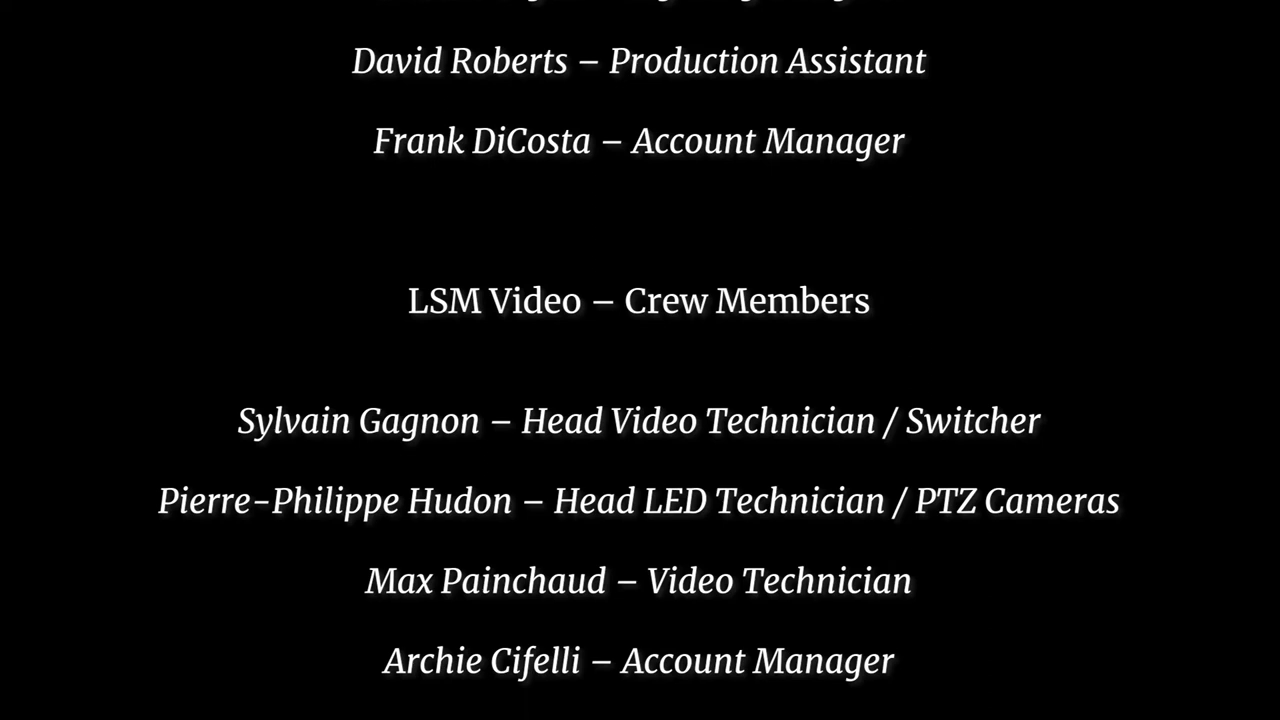 David Roberts – Production Assistant
Frank DiCosta – Account Manager
LSM Video – Crew Members
Sylvain Gagnon – Head Video Technician / Switcher
Pierre-Philippe Hudon – Head LED Technician / PTZ Cameras
Max Painchaud – Video Technician
Archie Cifelli – Account Manager